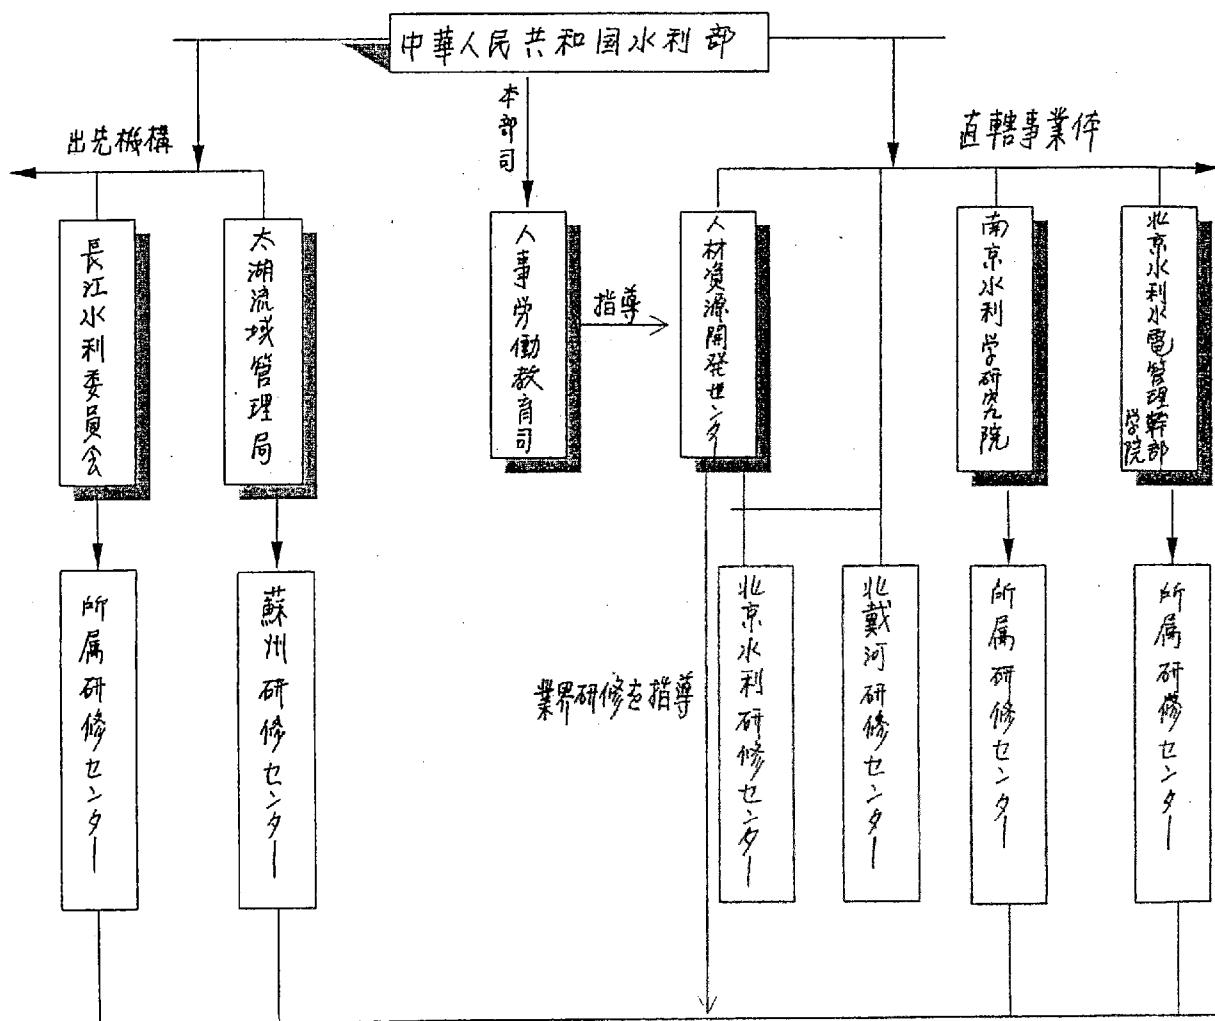 中華人民共和国水利部
本部司
出先機構
直轄事業体
長江水利委員会
太湖流域管理局
人事労働教育司
指導
人材資源開発センター
南京水利学研究院
北京水利水電管理幹部
学院
所属研修センター
蘇州研修センター
業界研修を指導
北京水利研修センター
北戴河研修センター
所属研修センター
所属研修センター